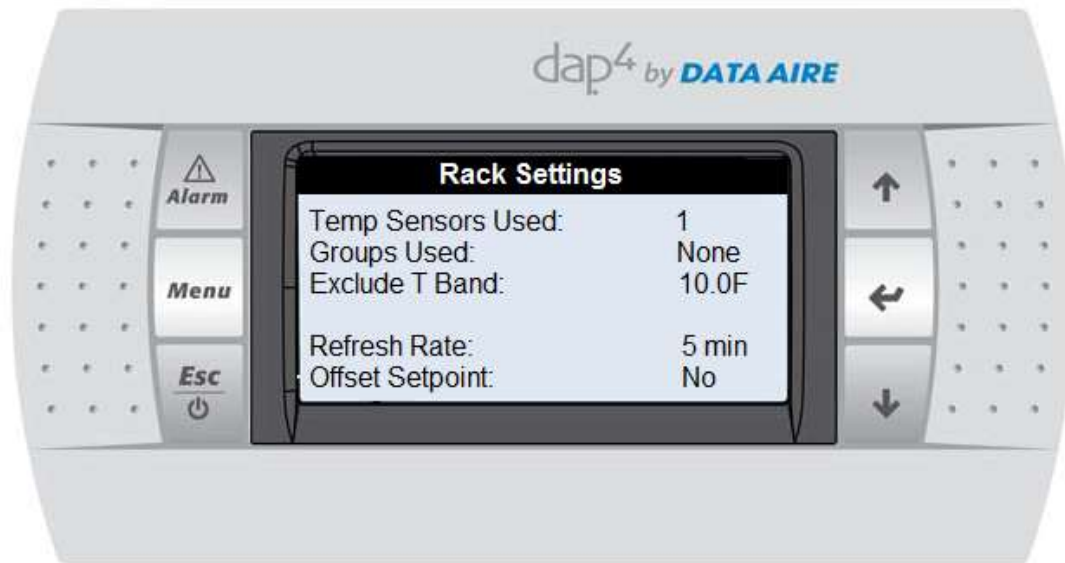 dap4 by DATA AIRE
Alarm
Menu
Esc
Rack Settings
Temp Sensors Used: 1
Groups Used: None
Exclude T Band: 10.0F
Refresh Rate: 5 min
Offset Setpoint: No